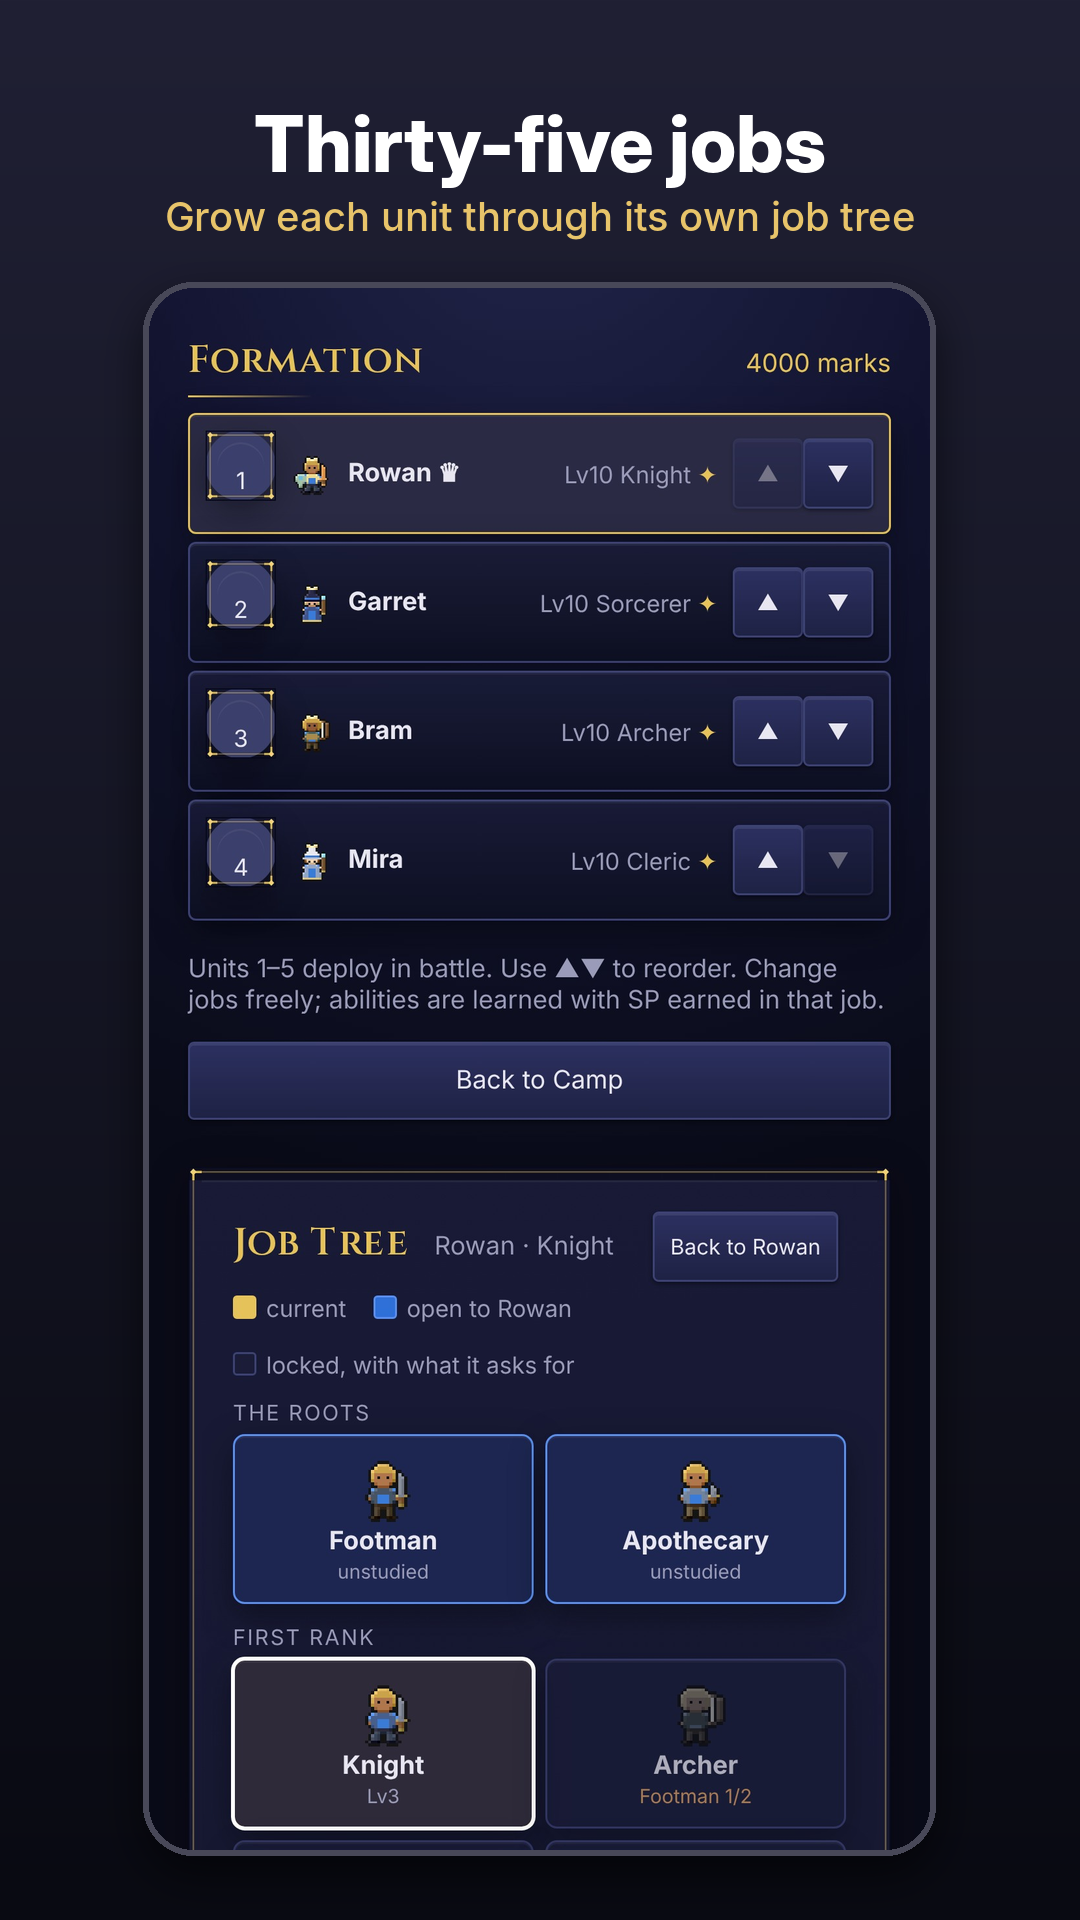 Thirty-five jobs
Grow each unit through its own job tree
Formation
4000 marks
1 Rowan ♛ Lv10 Knight ✦ ▲ ▼
2 Garret Lv10 Sorcerer ✦ ▲ ▼
3 Bram Lv10 Archer ✦ ▲ ▼
4 Mira Lv10 Cleric ✦ ▲ ▼
Units 1–5 deploy in battle. Use ▲▼ to reorder. Change
jobs freely; abilities are learned with SP earned in that job.
Back to Camp
Job Tree Rowan · Knight Back to Rowan
current open to Rowan
locked, with what it asks for
THE ROOTS
Footman
unstudied
Apothecary
unstudied
FIRST RANK
Knight
Lv3
Archer
Footman 1/2